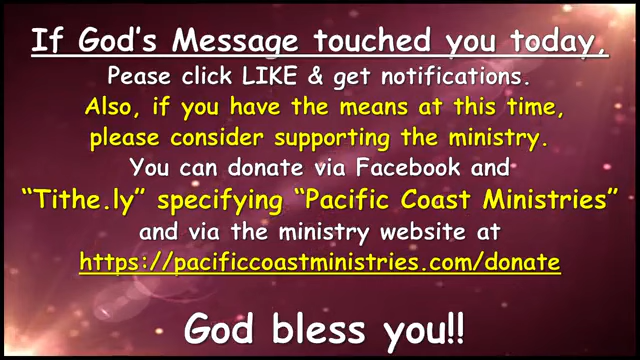 If God's Message touched you today,
Pease click LIKE & get notifications.
Also, if you have the means at this time,
please consider supporting the ministry.
You can donate via Facebook and
“Tithe.ly” specifying “Pacific Coast Ministries”
and via the ministry website at
https://pacificcoastministries.com/donate
God bless you!!